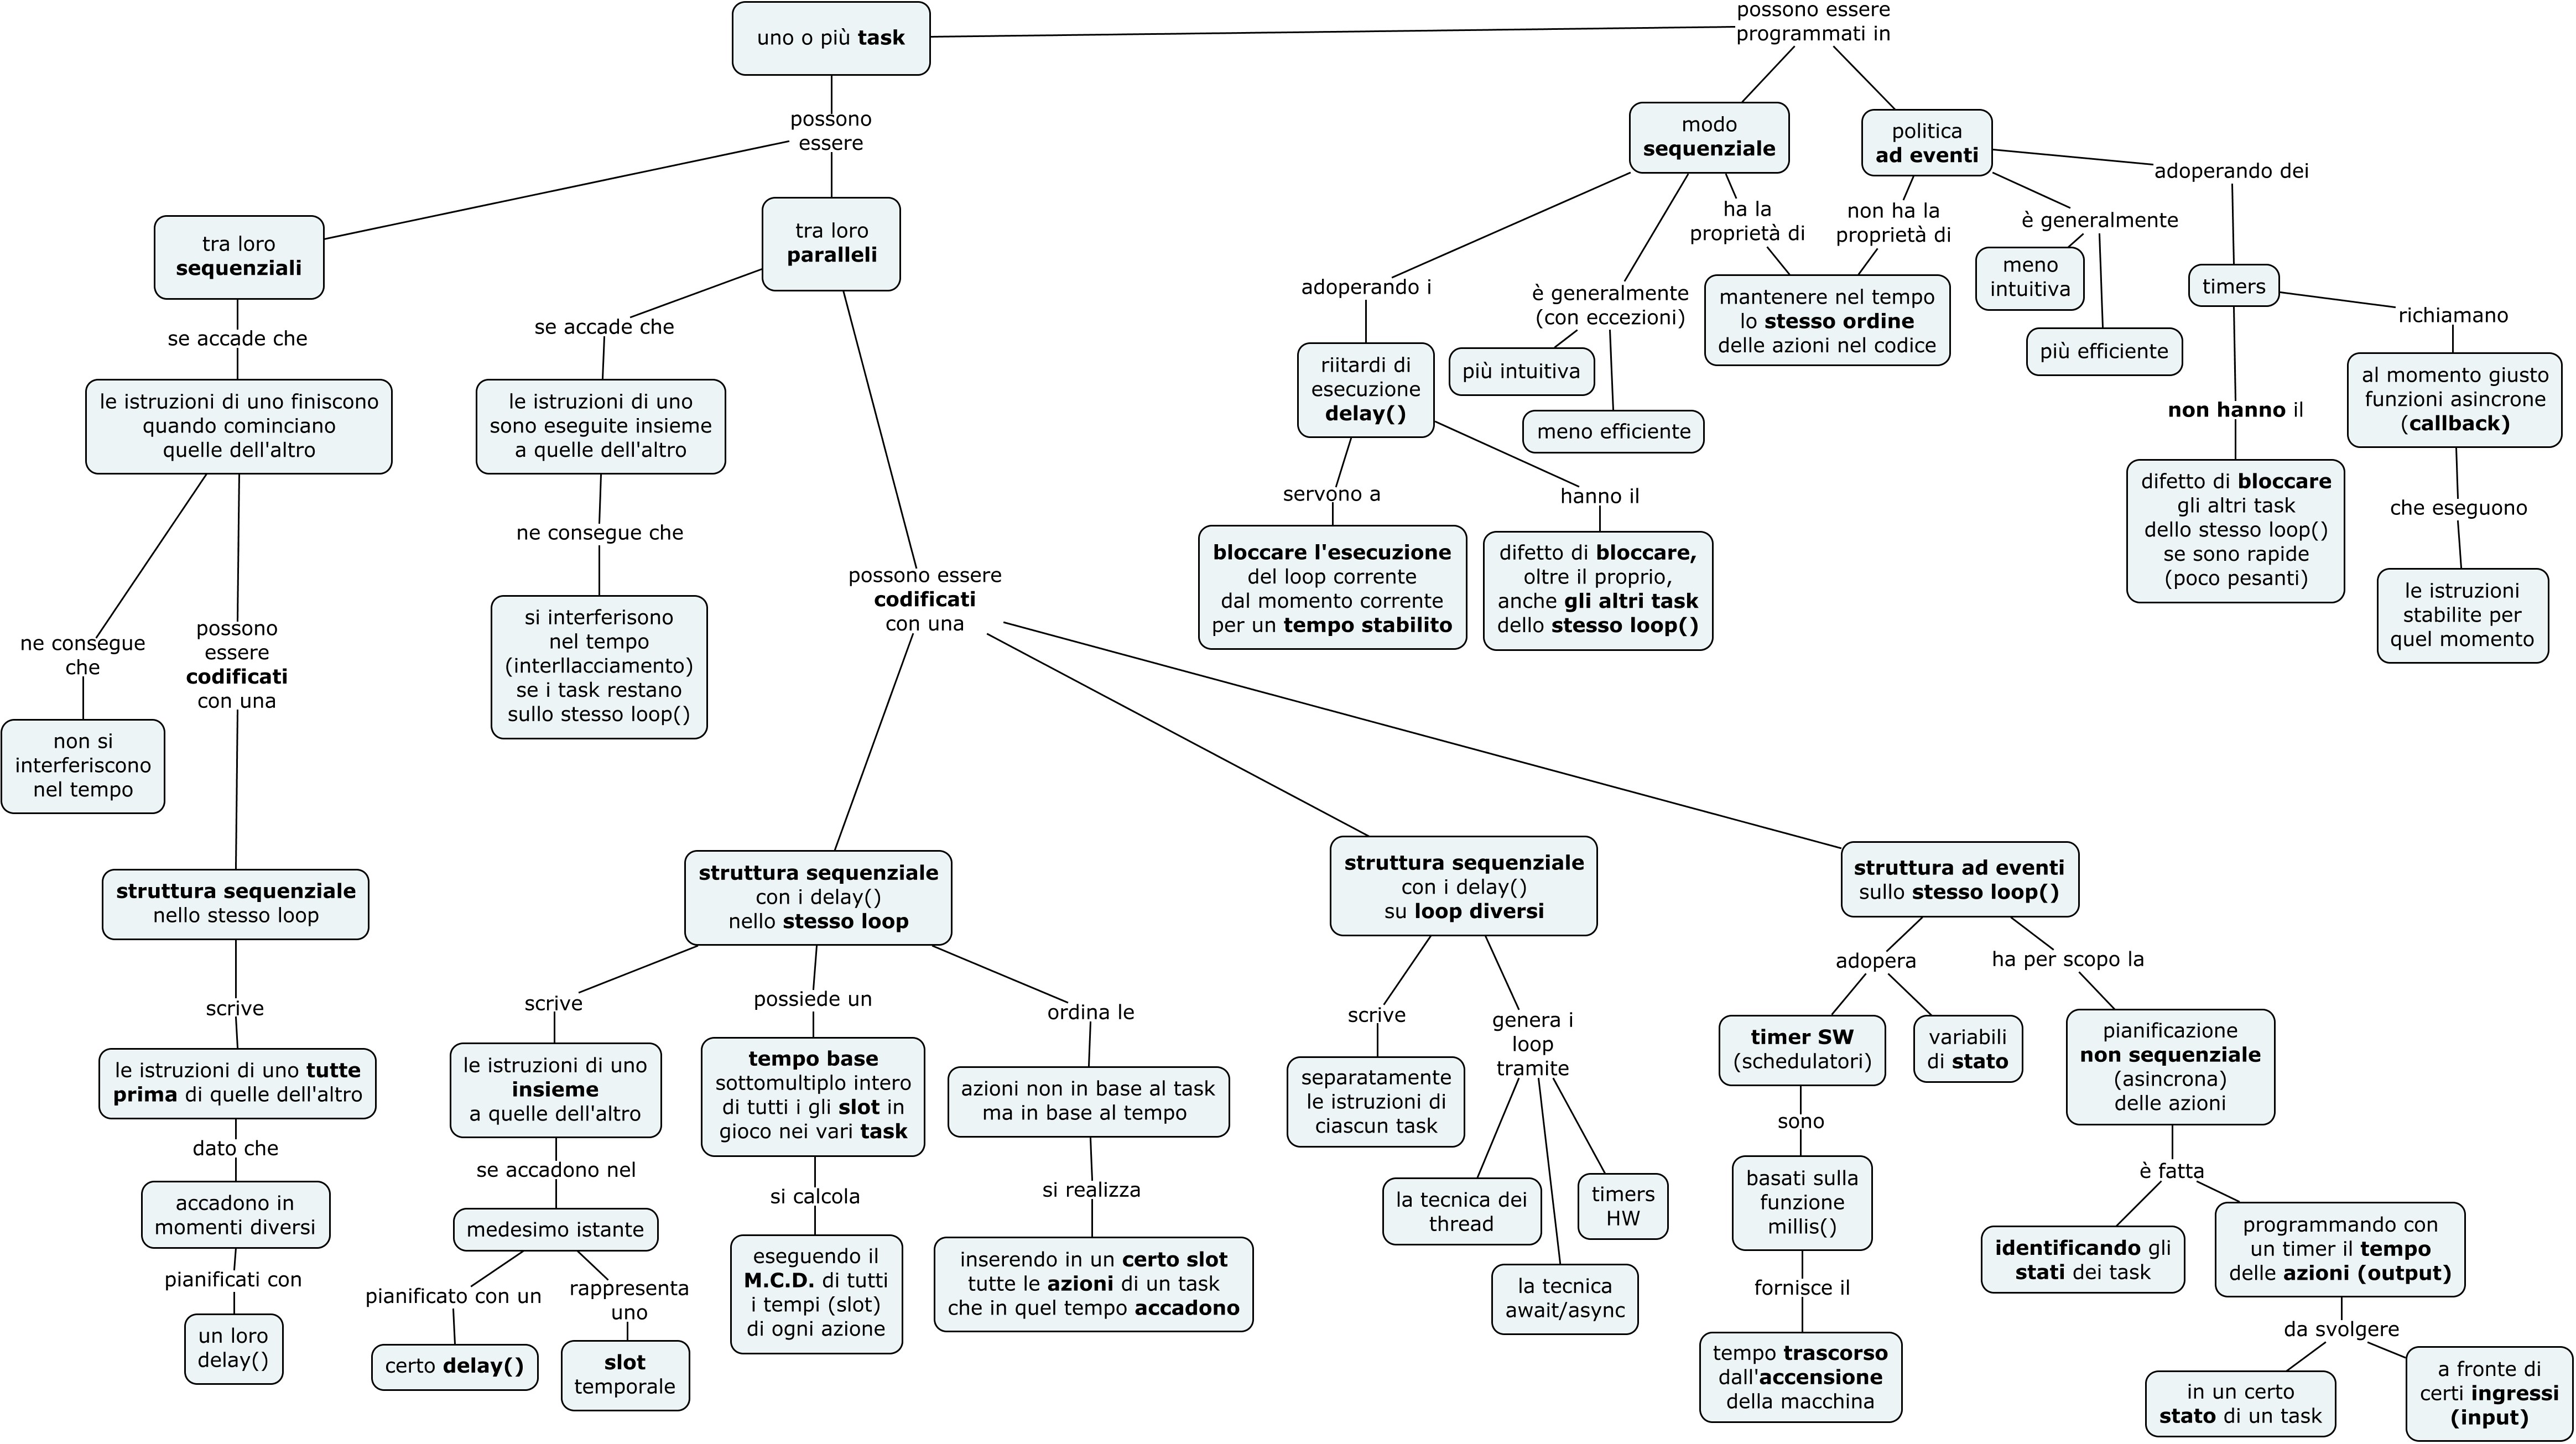 uno o più task
possono essere
programmati in
possono
essere
modo
sequenziale
politica
ad eventi
adoperando dei
tra loro
sequenziali
tra loro
paralleli
ha la
proprietà di
non ha la
proprietà di
è generalmente
meno
intuitiva
timers
adoperando i
è generalmente
(con eccezioni)
mantenere nel tempo
lo stesso ordine
delle azioni nel codice
più efficiente
richiamano
se accade che
se accade che
riitardi di
esecuzione
delay()
più intuitiva
meno efficiente
non hanno il
al momento giusto
funzioni asincrone
(callback)
le istruzioni di uno finiscono
quando cominciano
quelle dell'altro
le istruzioni di uno
sono eseguite insieme
a quelle dell'altro
servono a
hanno il
difetto di bloccare
gli altri task
dello stesso loop()
se sono rapide
(poco pesanti)
che eseguono
ne consegue che
bloccare l'esecuzione
del loop corrente
dal momento corrente
per un tempo stabilito
difetto di bloccare,
oltre il proprio,
anche gli altri task
dello stesso loop()
le istruzioni
stabilite per
quel momento
possono essere
codificati
con una
ne consegue
che
possono
essere
codificati
con una
si interferisono
nel tempo
(interllacciamento)
se i task restano
sullo stesso loop()
non si
interferiscono
nel tempo
struttura sequenziale
nello stesso loop
struttura sequenziale
con i delay()
nello stesso loop
struttura sequenziale
con i delay()
su loop diversi
struttura ad eventi
sullo stesso loop()
scrive
scrive
possiede un
ordina le
scrive
genera i
loop
tramite
adopera
ha per scopo la
le istruzioni di uno tutte
prima di quelle dell'altro
le istruzioni di uno
insieme
a quelle dell'altro
tempo base
sottomultiplo intero
di tutti i gli slot in
gioco nei vari task
azioni non in base al task
ma in base al tempo
separatamente
le istruzioni di
ciascun task
timer SW
(schedulatori)
variabili
di stato
pianificazione
non sequenziale
(asincrona)
delle azioni
dato che
se accadono nel
si calcola
si realizza
la tecnica dei
thread
timers
HW
sono
è fatta
accadono in
momenti diversi
medesimo istante
eseguendo il
M.C.D. di tutti
i tempi (slot)
di ogni azione
inserendo in un certo slot
tutte le azioni di un task
che in quel tempo accadono
la tecnica
await/async
basati sulla
funzione
millis()
identificando gli
stati dei task
programmando con
un timer il tempo
delle azioni (output)
pianificati con
pianificato con un
rappresenta
uno
fornisce il
da svolgere
un loro
delay()
certo delay()
slot
temporale
tempo trascorso
dall'accensione
della macchina
in un certo
stato di un task
a fronte di
certi ingressi
(input)